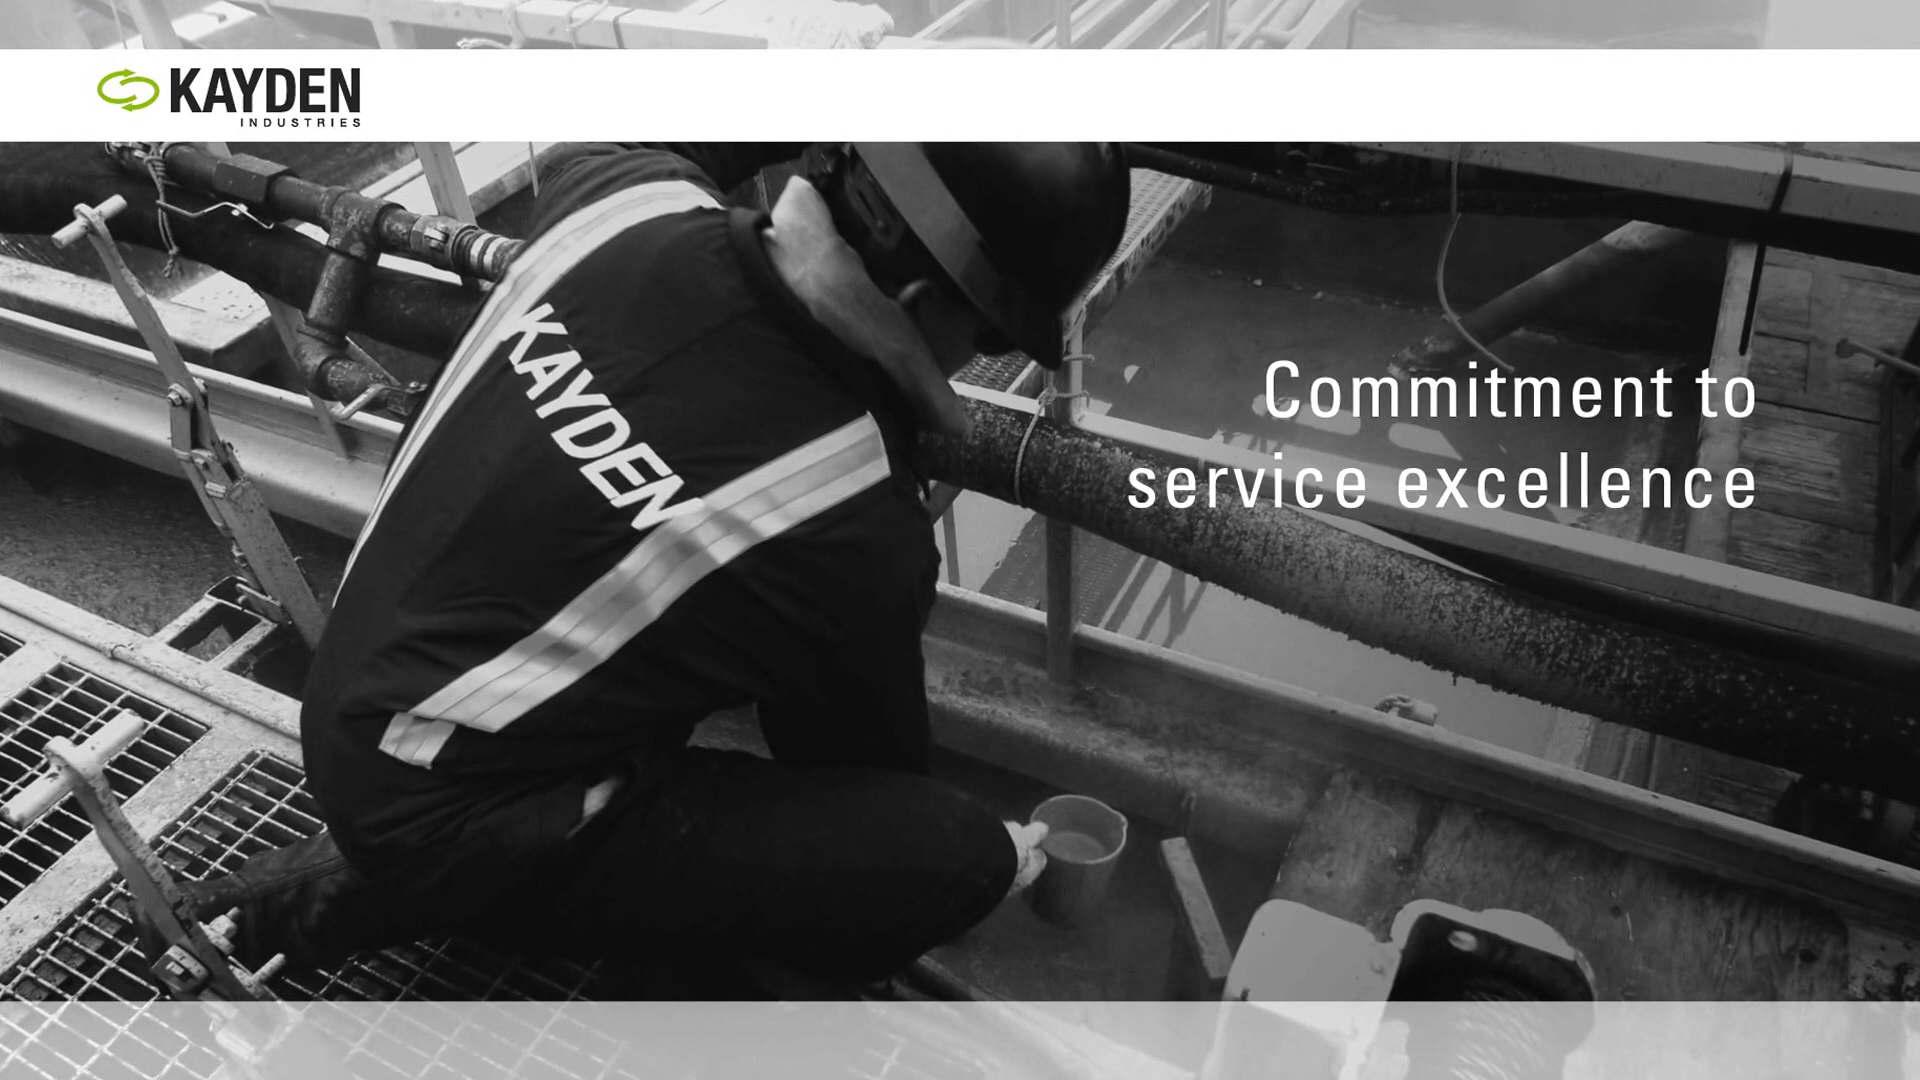 KAYDEN
INDUSTRIES
KAYDEN
Commitment to
service excellence